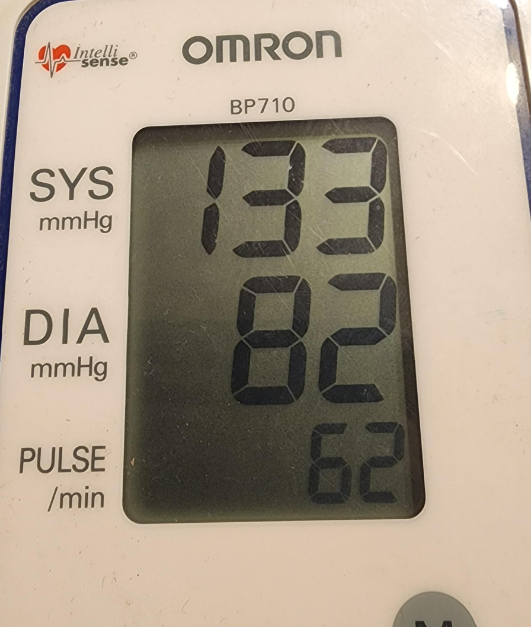 Intelli
sense®
OMRON
BP710
SYS
mmHg
133
DIA
mmHg
82
PULSE
/min
62
M